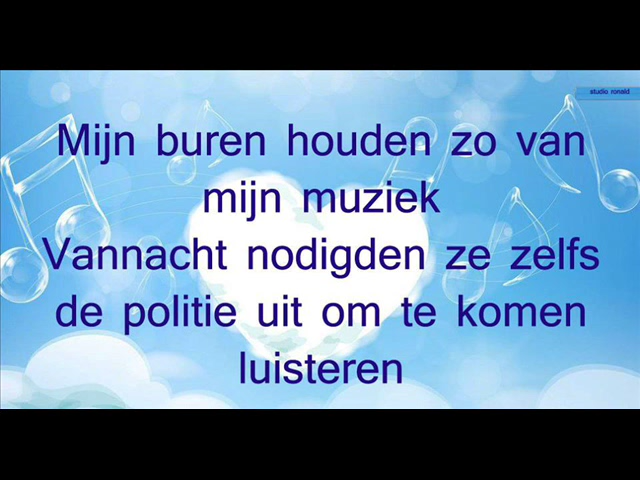 studio ronald
Mijn buren houden zo van
mijn muziek
Vannacht nodigden ze zelfs
de politie uit om te komen
luisteren